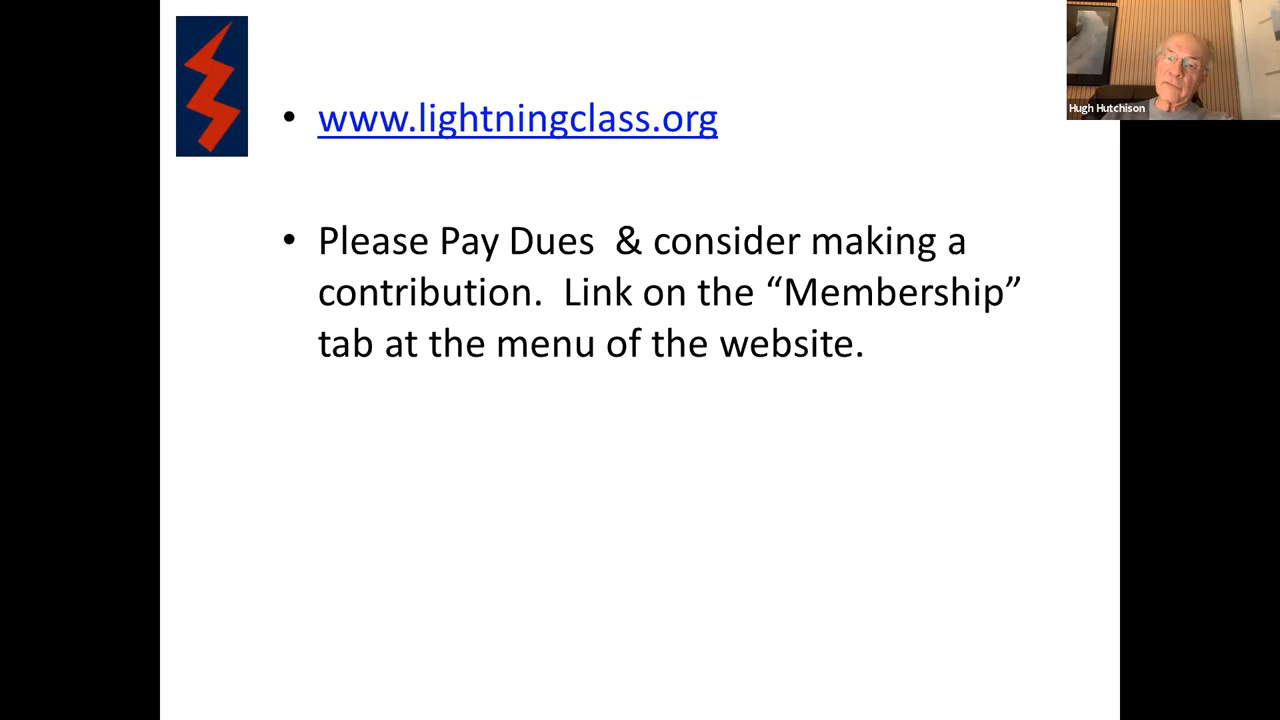 www.lightningclass.org
Hugh Hutchison
Please Pay Dues  & consider making a
contribution.  Link on the “Membership”
tab at the menu of the website.